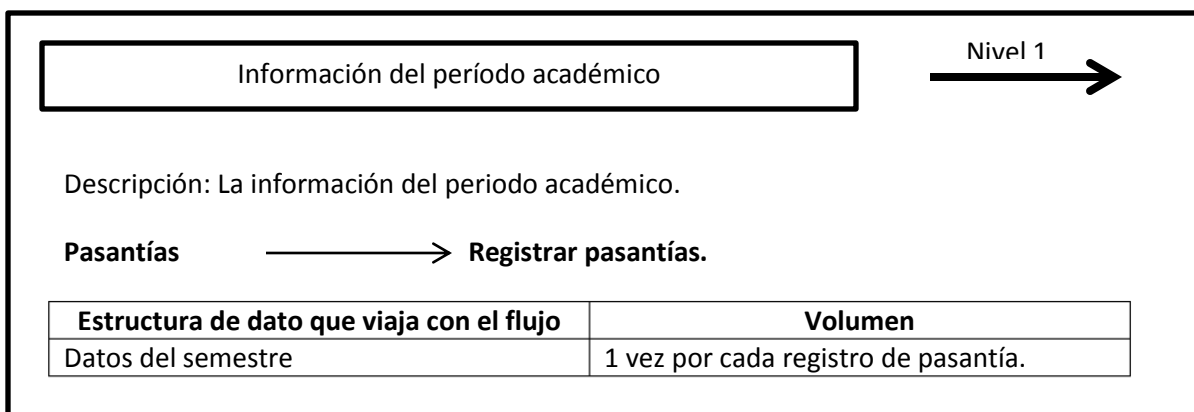 Información del período académico
Nivel 1
Descripción: La información del periodo académico.
Pasantías Registrar pasantías.
Estructura de dato que viaja con el flujo Volumen
Datos del semestre 1 vez por cada registro de pasantía.